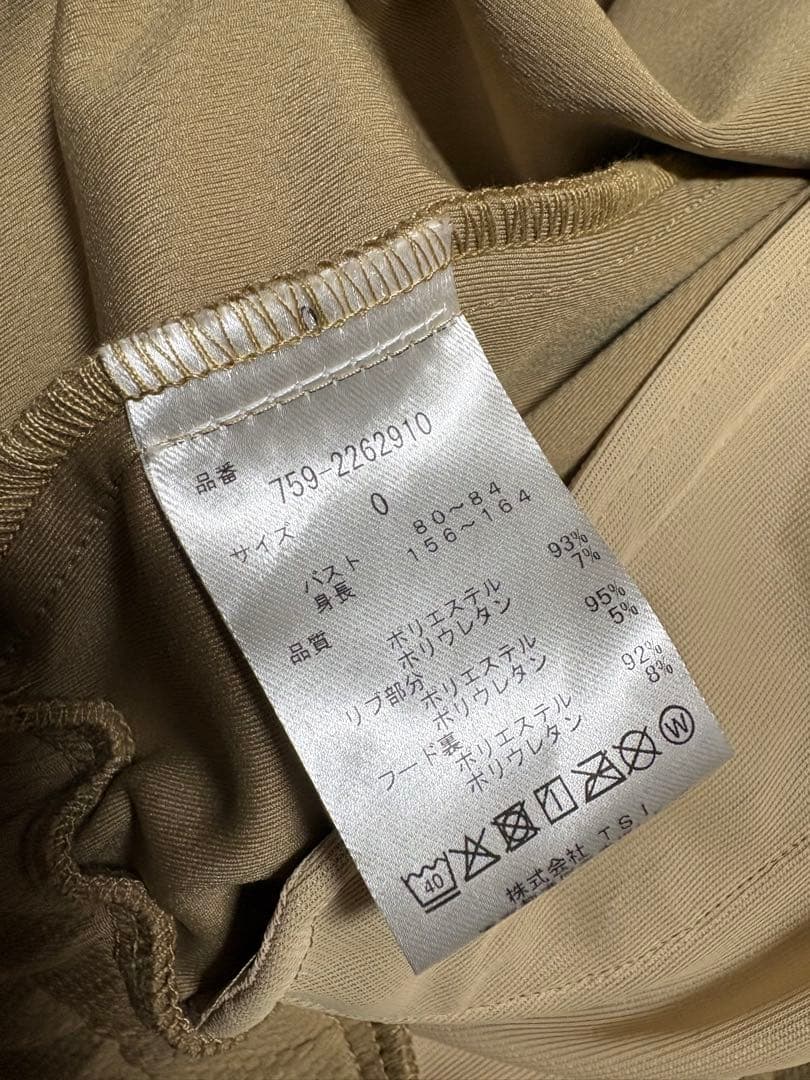 品番 759-2262910
サイズ 0
バスト 80～84
身長 156～164
品質 ポリエステル 93%
ポリウレタン 7%
リブ部分 ポリエステル 95%
ポリウレタン 5%
フード裏 ポリエステル 92%
ポリウレタン 8%
40 W
株式会社 TSI